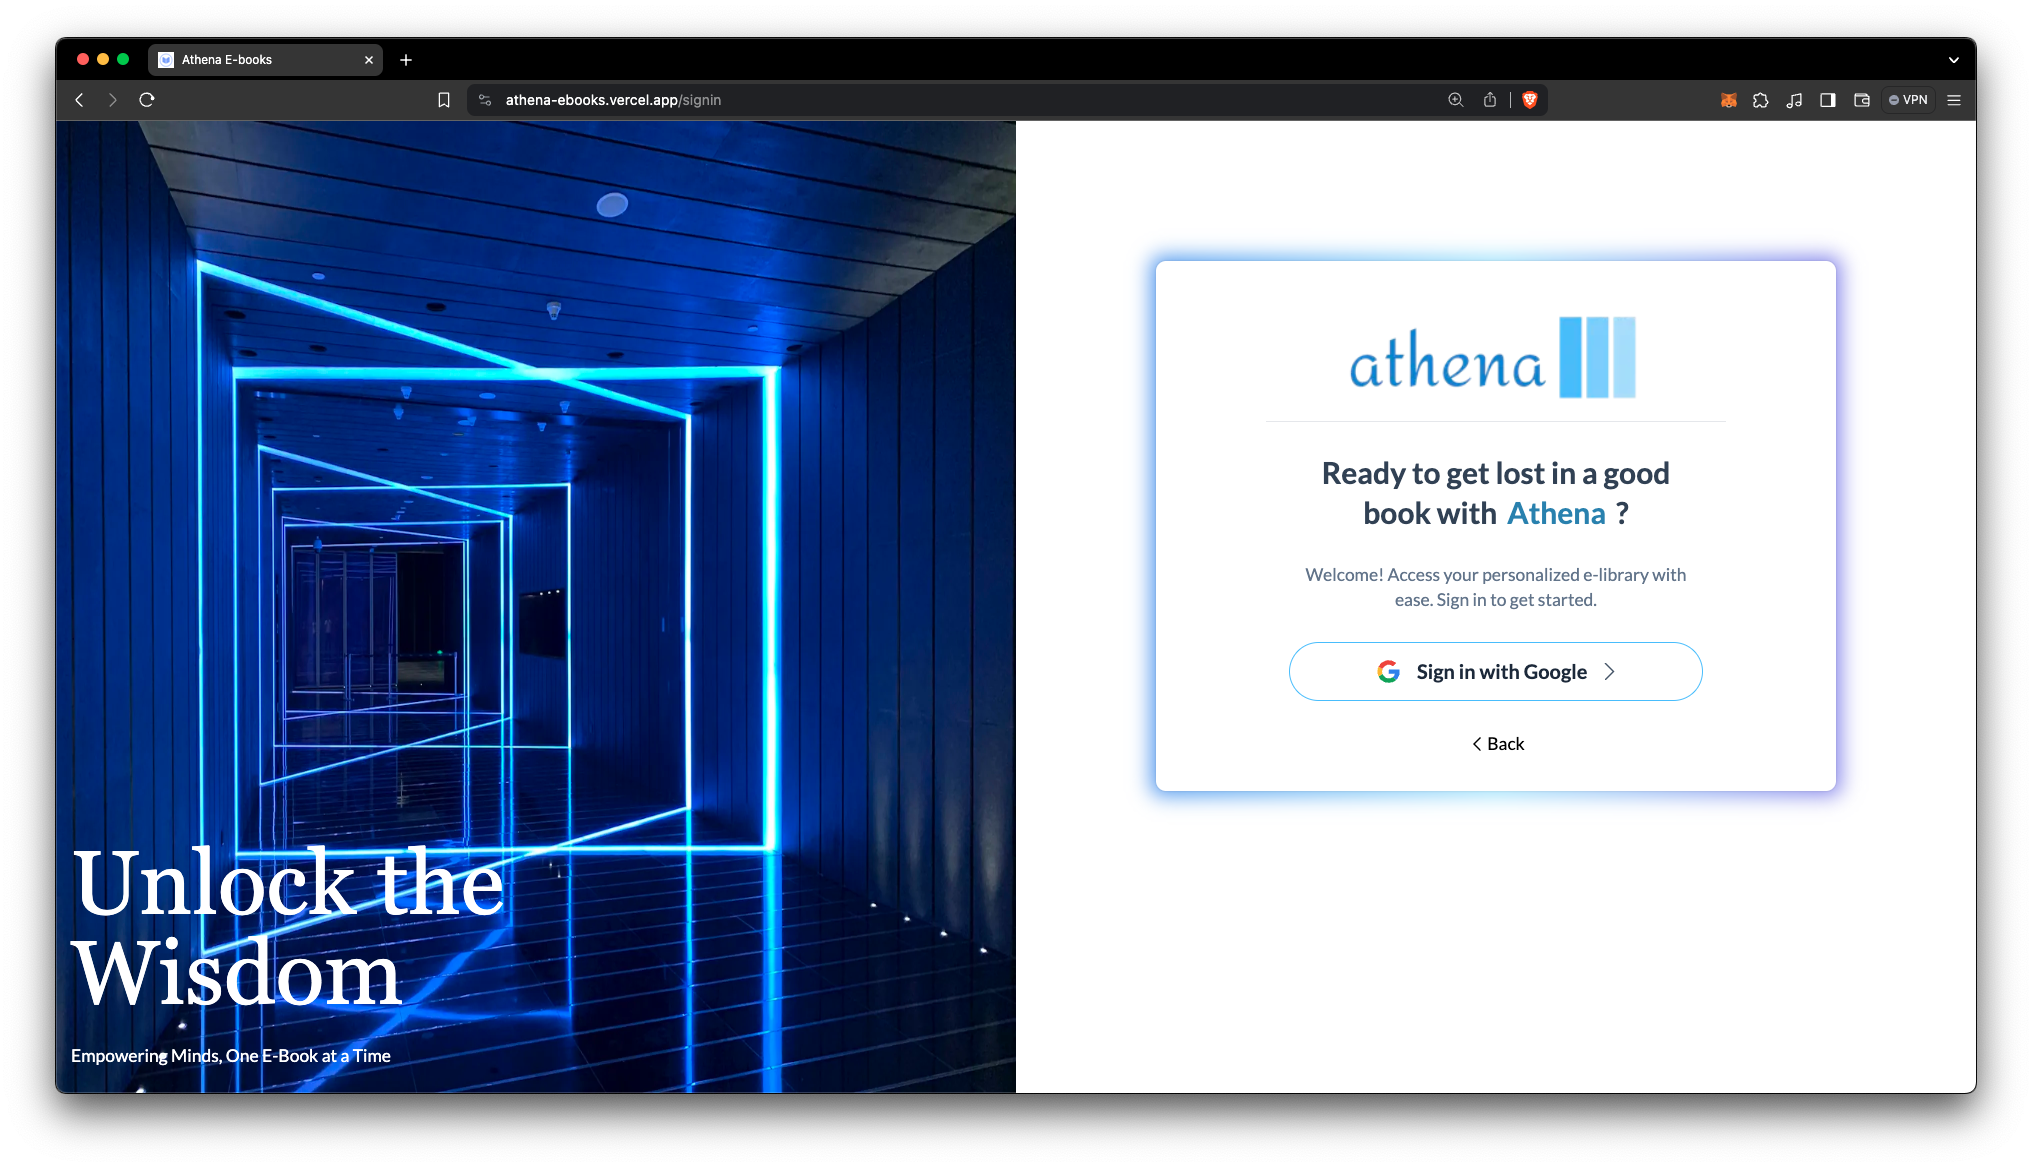 Athena E-books
athena-ebooks.vercel.app/signin
VPN
athena
Ready to get lost in a good
book with Athena ?
Welcome! Access your personalized e-library with
ease. Sign in to get started.
Sign in with Google
Back
Unlock the
Wisdom
Empowering Minds, One E-Book at a Time